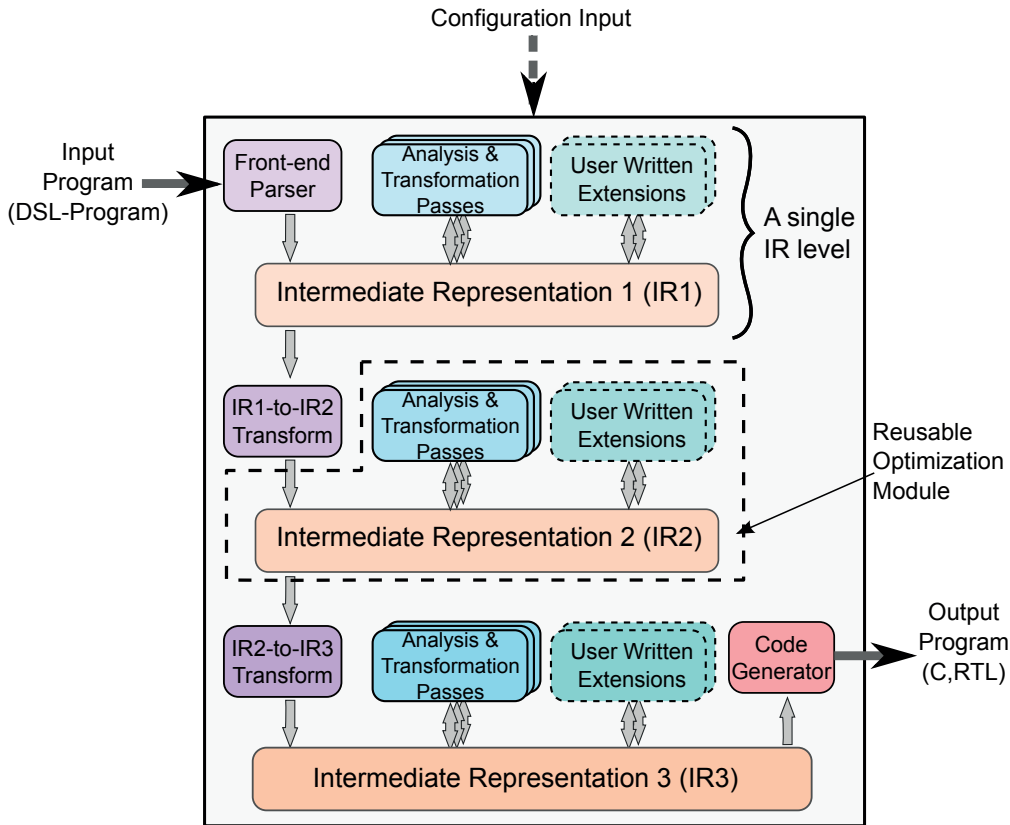 Configuration Input
Input
Program
(DSL-Program)
Front-end
Parser
Analysis &
Transformation
Passes
User Written
Extensions
A single
IR level
Intermediate Representation 1 (IR1)
IR1-to-IR2
Transform
Analysis &
Transformation
Passes
User Written
Extensions
Reusable
Optimization
Module
Intermediate Representation 2 (IR2)
IR2-to-IR3
Transform
Analysis &
Transformation
Passes
User Written
Extensions
Code
Generator
Output
Program
(C,RTL)
Intermediate Representation 3 (IR3)